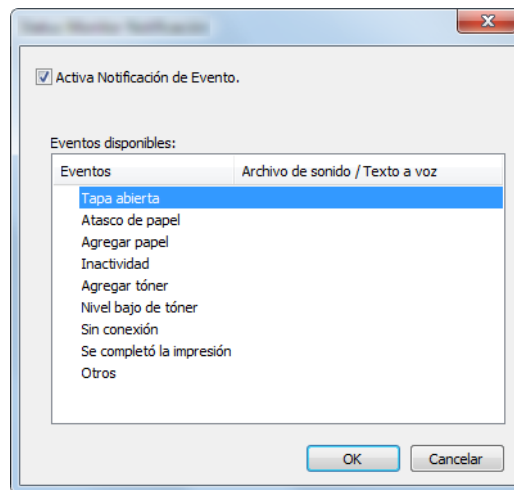 Activa Notificación de Evento.
Eventos disponibles:
Eventos Archivo de sonido / Texto a voz
Tapa abierta
Atasco de papel
Agregar papel
Inactividad
Agregar tóner
Nivel bajo de tóner
Sin conexión
Se completó la impresión
Otros
OK Cancelar